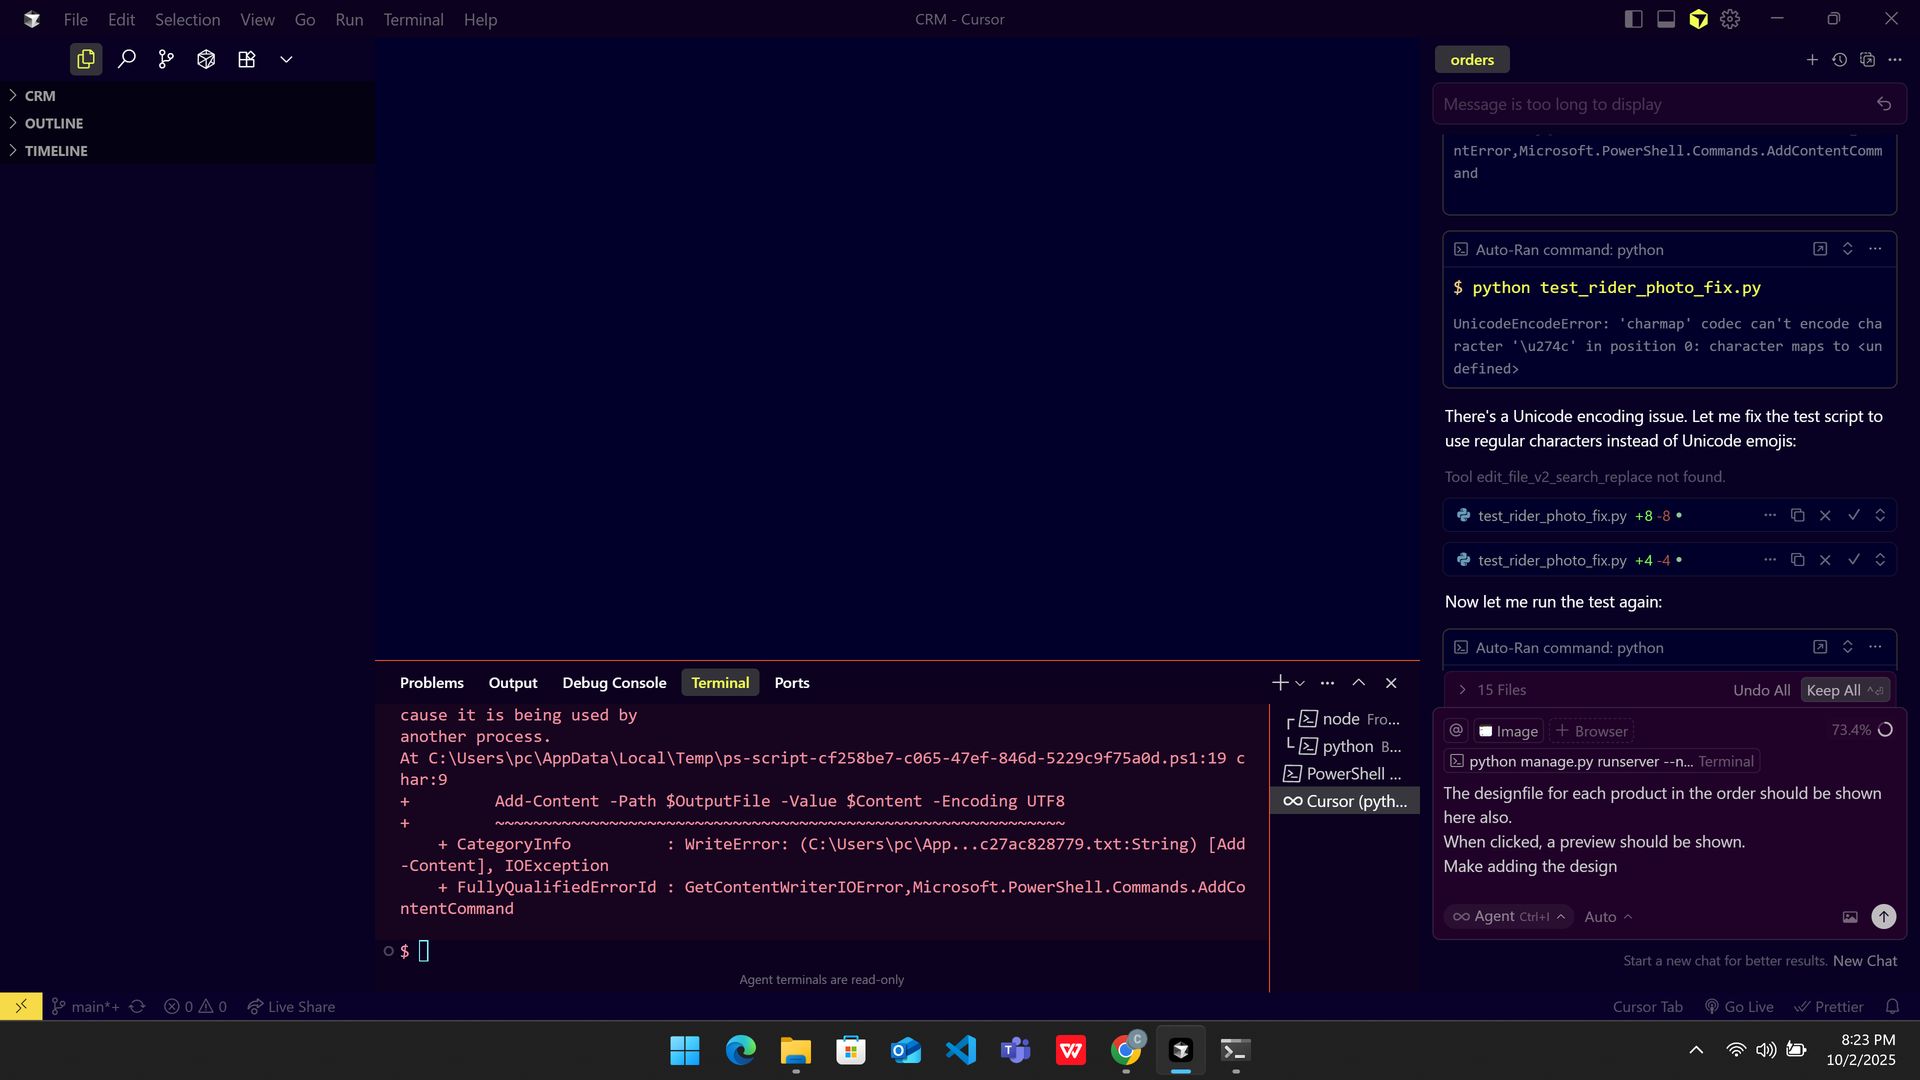 File Edit Selection View Go Run Terminal Help
CRM - Cursor
CRM
OUTLINE
TIMELINE
Problems Output Debug Console Terminal Ports
cause it is being used by
another process.
At C:\Users\pc\AppData\Local\Temp\ps-script-cf258be7-c065-47ef-846d-5229c9f75a0d.ps1:19 c
har:9
+         Add-Content -Path $OutputFile -Value $Content -Encoding UTF8
+         ~~~~~~~~~~~~~~~~~~~~~~~~~~~~~~~~~~~~~~~~~~~~~~~~~~~~~~~~~~~~
+ CategoryInfo          : WriteError: (C:\Users\pc\App...c27ac828779.txt:String) [Add
-Content], IOException
+ FullyQualifiedErrorId : GetContentWriterIOError,Microsoft.PowerShell.Commands.AddCo
ntentCommand
$
Agent terminals are read-only
node Fro...
python B...
PowerShell ...
Cursor (pyth...
orders
Message is too long to display
ntError,Microsoft.PowerShell.Commands.AddContentComm
and
Auto-Ran command: python
$ python test_rider_photo_fix.py
UnicodeEncodeError: 'charmap' codec can't encode cha
racter '\u274c' in position 0: character maps to <un
defined>
There's a Unicode encoding issue. Let me fix the test script to
use regular characters instead of Unicode emojis:
Tool edit_file_v2_search_replace not found.
test_rider_photo_fix.py +8 -8
test_rider_photo_fix.py +4 -4
Now let me run the test again:
Auto-Ran command: python
15 Files Undo All Keep All
@ Image + Browser 73.4%
python manage.py runserver --n... Terminal
The designfile for each product in the order should be shown
here also.
When clicked, a preview should be shown.
Make adding the design
Agent Ctrl+I Auto
Start a new chat for better results. New Chat
main*+ 0 0 Live Share
Cursor Tab Go Live Prettier
8:23 PM
10/2/2025